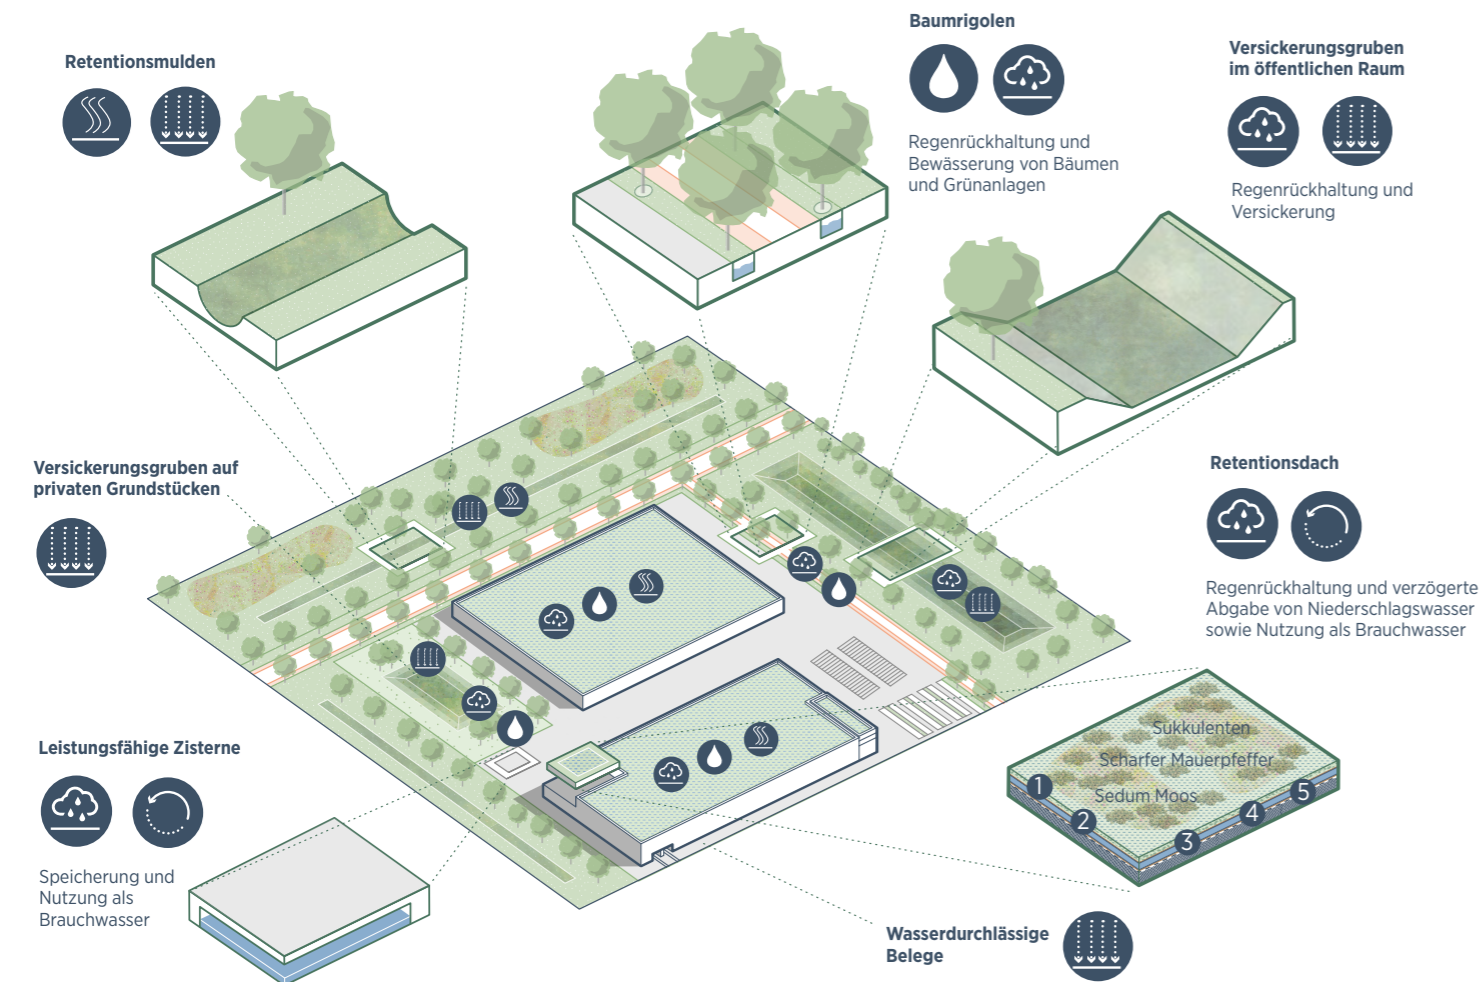 Retentionsmulden
Baumrigolen
Regenrückhaltung und
Bewässerung von Bäumen
und Grünanlagen
Versickerungsgruben
im öffentlichen Raum
Regenrückhaltung und
Versickerung
Versickerungsgruben auf
privaten Grundstücken
Retentionsdach
Regenrückhaltung und verzögerte
Abgabe von Niederschlagswasser
sowie Nutzung als Brauchwasser
Sukkulenten
Scharfer Mauerpfeffer
Sedum Moos
1
2
3
4
5
Leistungsfähige Zisterne
Speicherung und
Nutzung als
Brauchwasser
Wasserdurchlässige
Belege